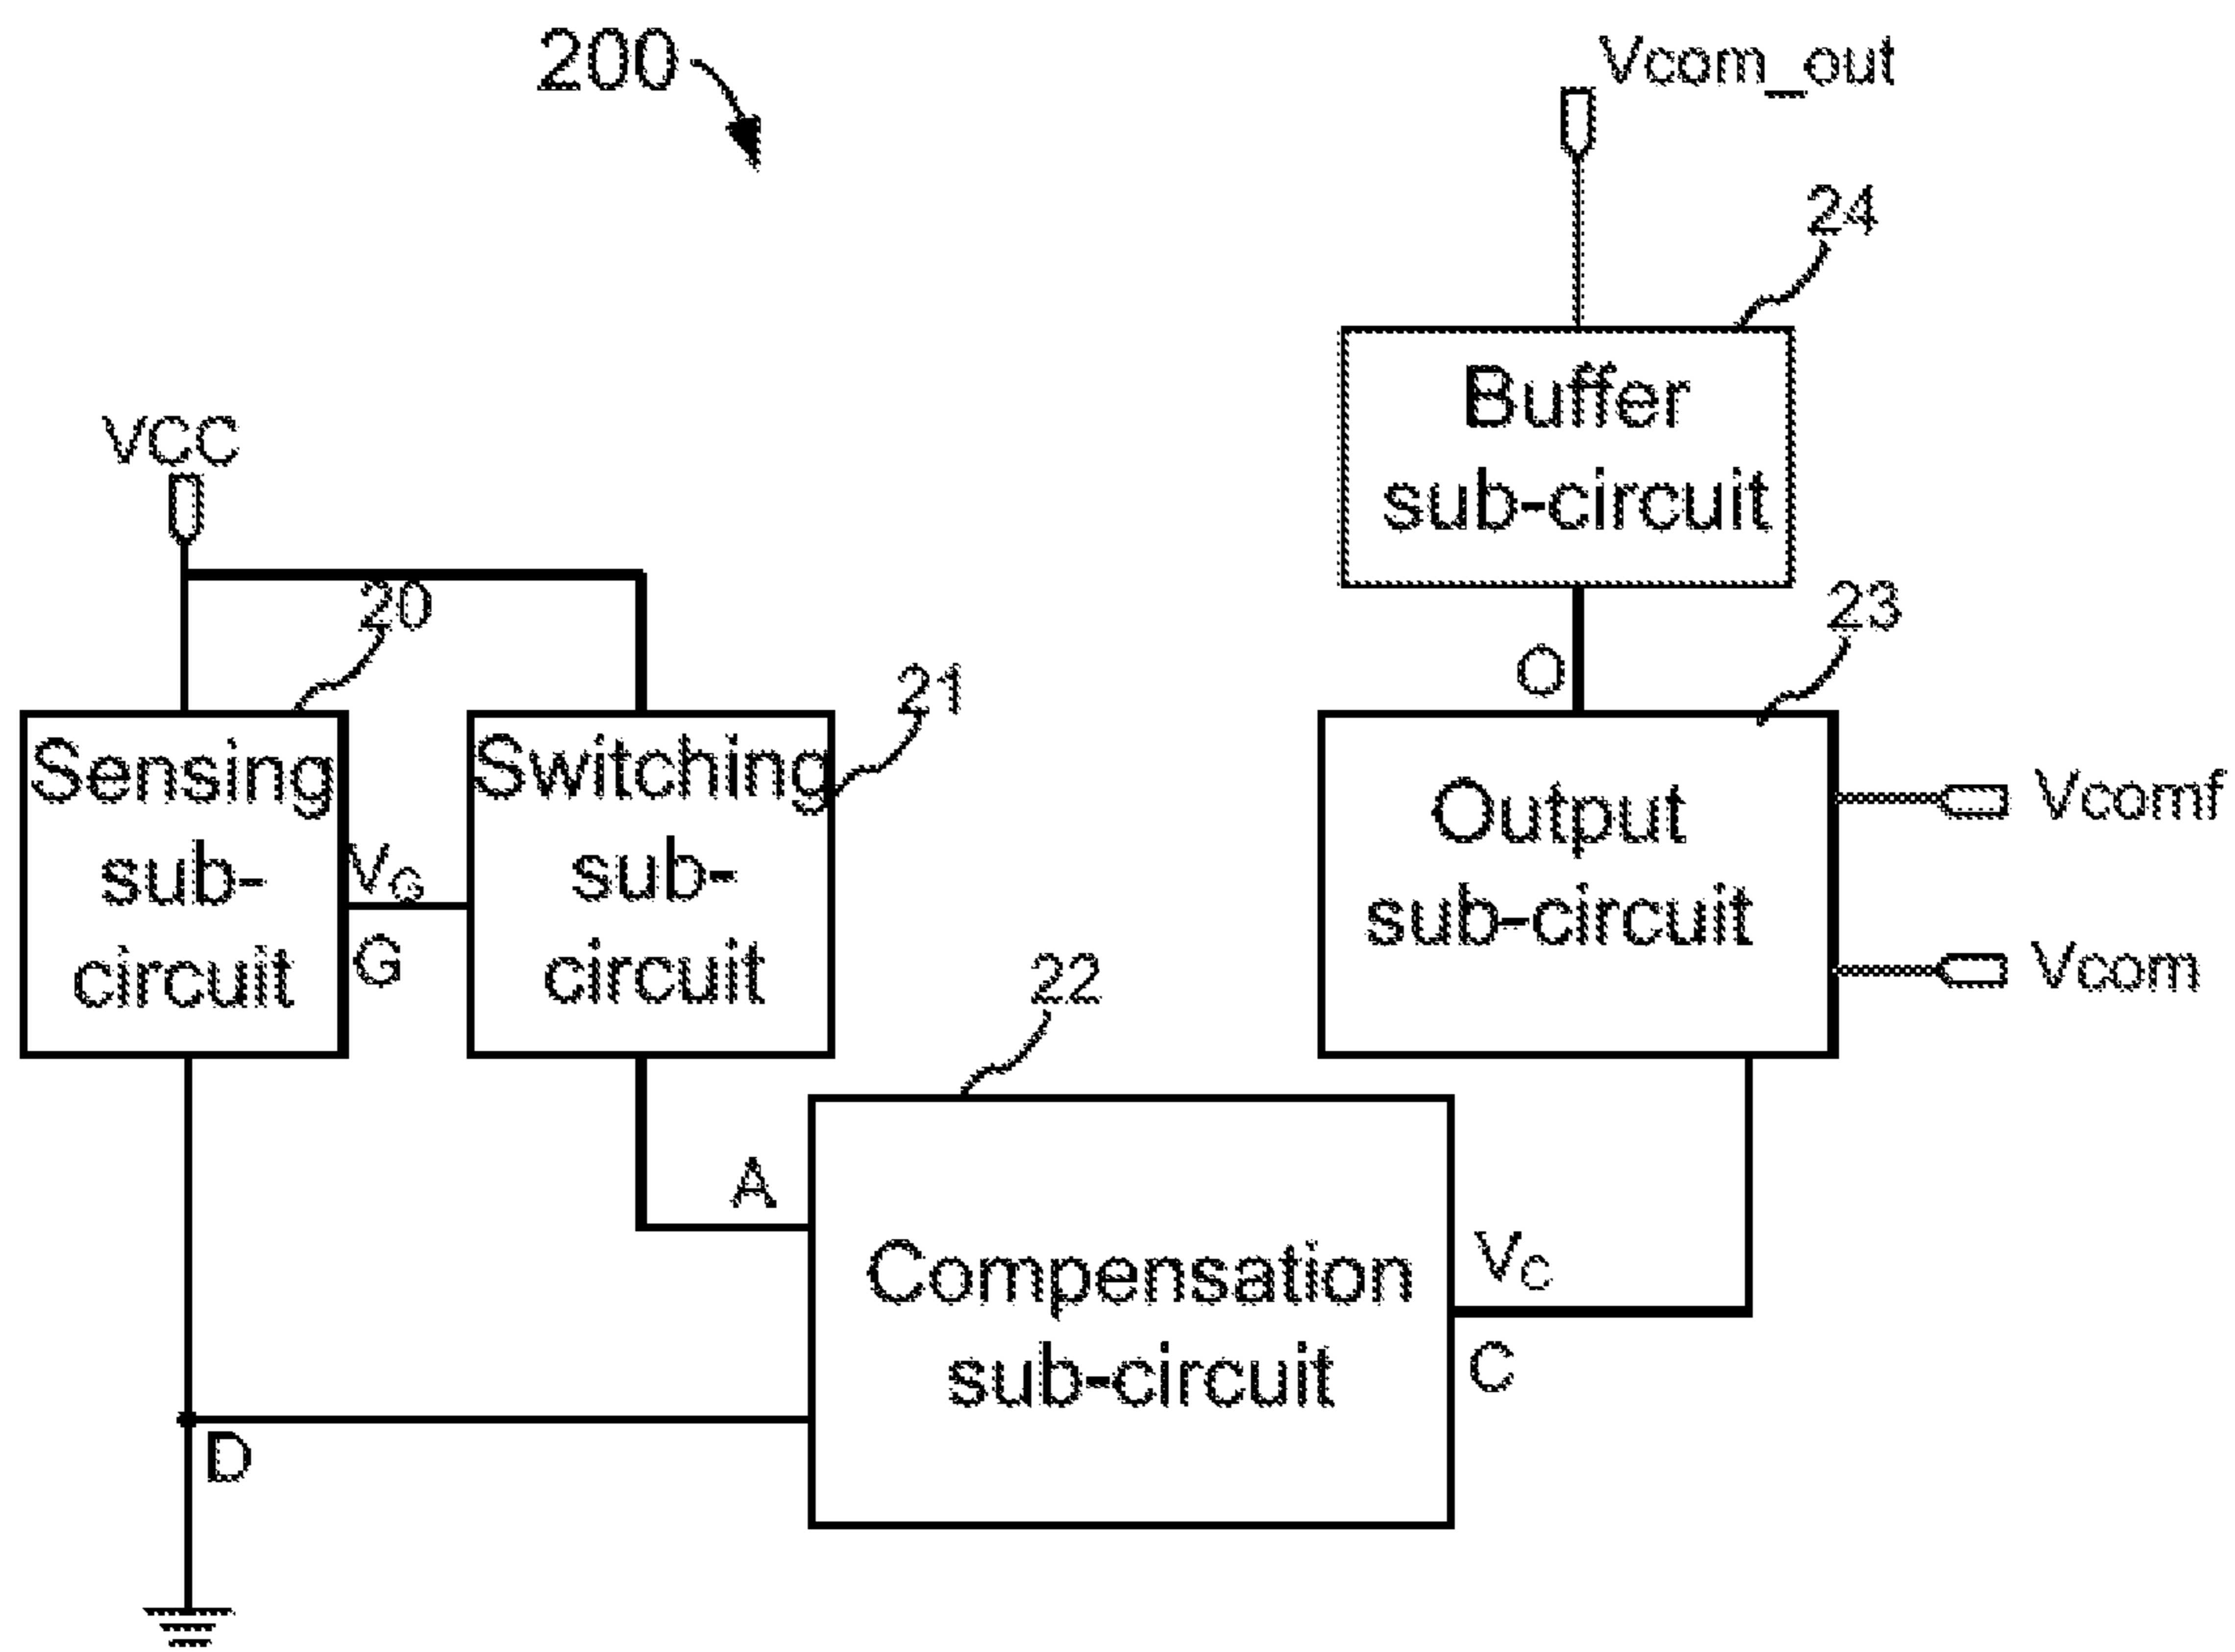 200
Vcom_out
24
Buffer
sub-circuit
VCC
20
21
O
23
Sensing
sub-
circuit
VG
G
Switching
sub-
circuit
Output
sub-circuit
Vcomf
Vcom
22
A
Compensation
sub-circuit
VC
C
D